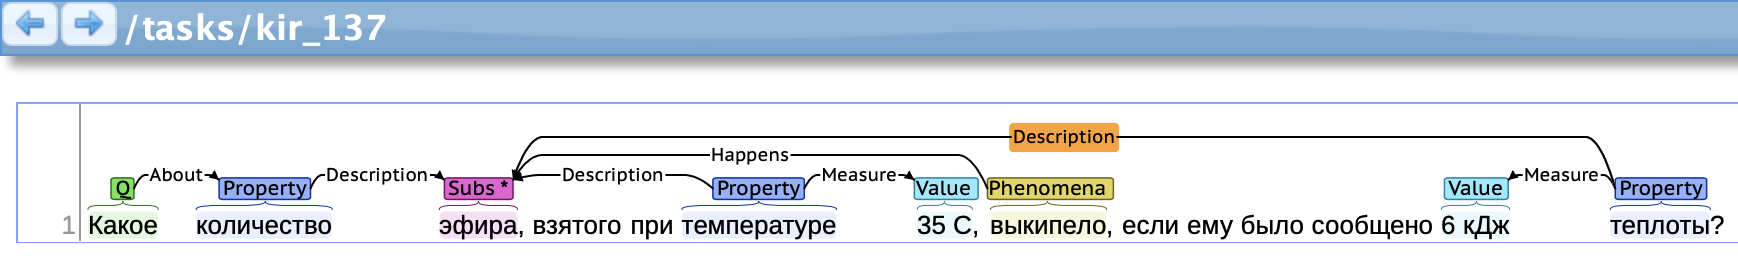 /tasks/kir_137
Description
Happens
About Description Description Measure Measure
Q Property Subs * Property Value Phenomena Value Property
1 Какое количество эфира, взятого при температуре 35 С, выкипело, если ему было сообщено 6 кДж теплоты?